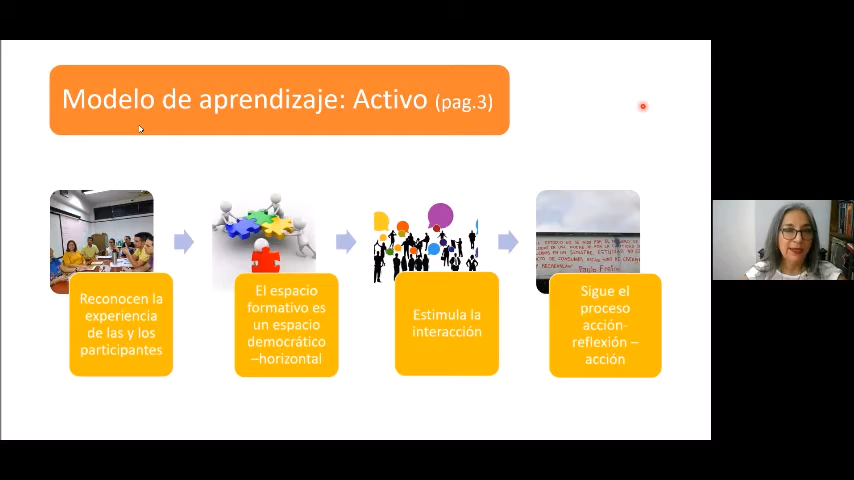 Modelo de aprendizaje: Activo (pag.3)
Reconocen la
experiencia
de las y los
participantes
El espacio
formativo es
un espacio
democrático
–horizontal
Estimula la
interacción
Paulo Freire
Sigue el
proceso
acción-
reflexión –
acción